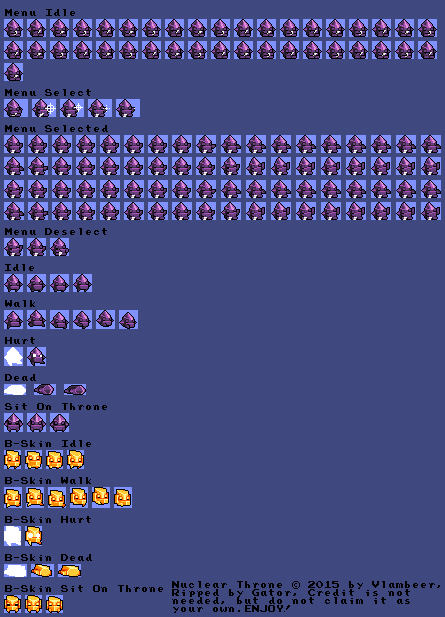 Menu Idle
Menu Select
Menu Selected
Menu Deselect
Idle
Walk
Hurt
Dead
Sit On Throne
B-Skin Idle
B-Skin Walk
B-Skin Hurt
B-Skin Dead
B-Skin Sit On Throne
Nuclear Throne © 2015 by Vlambeer,
Ripped by Gator, Credit is not
needed, but do not claim it as
your own.ENJOY!